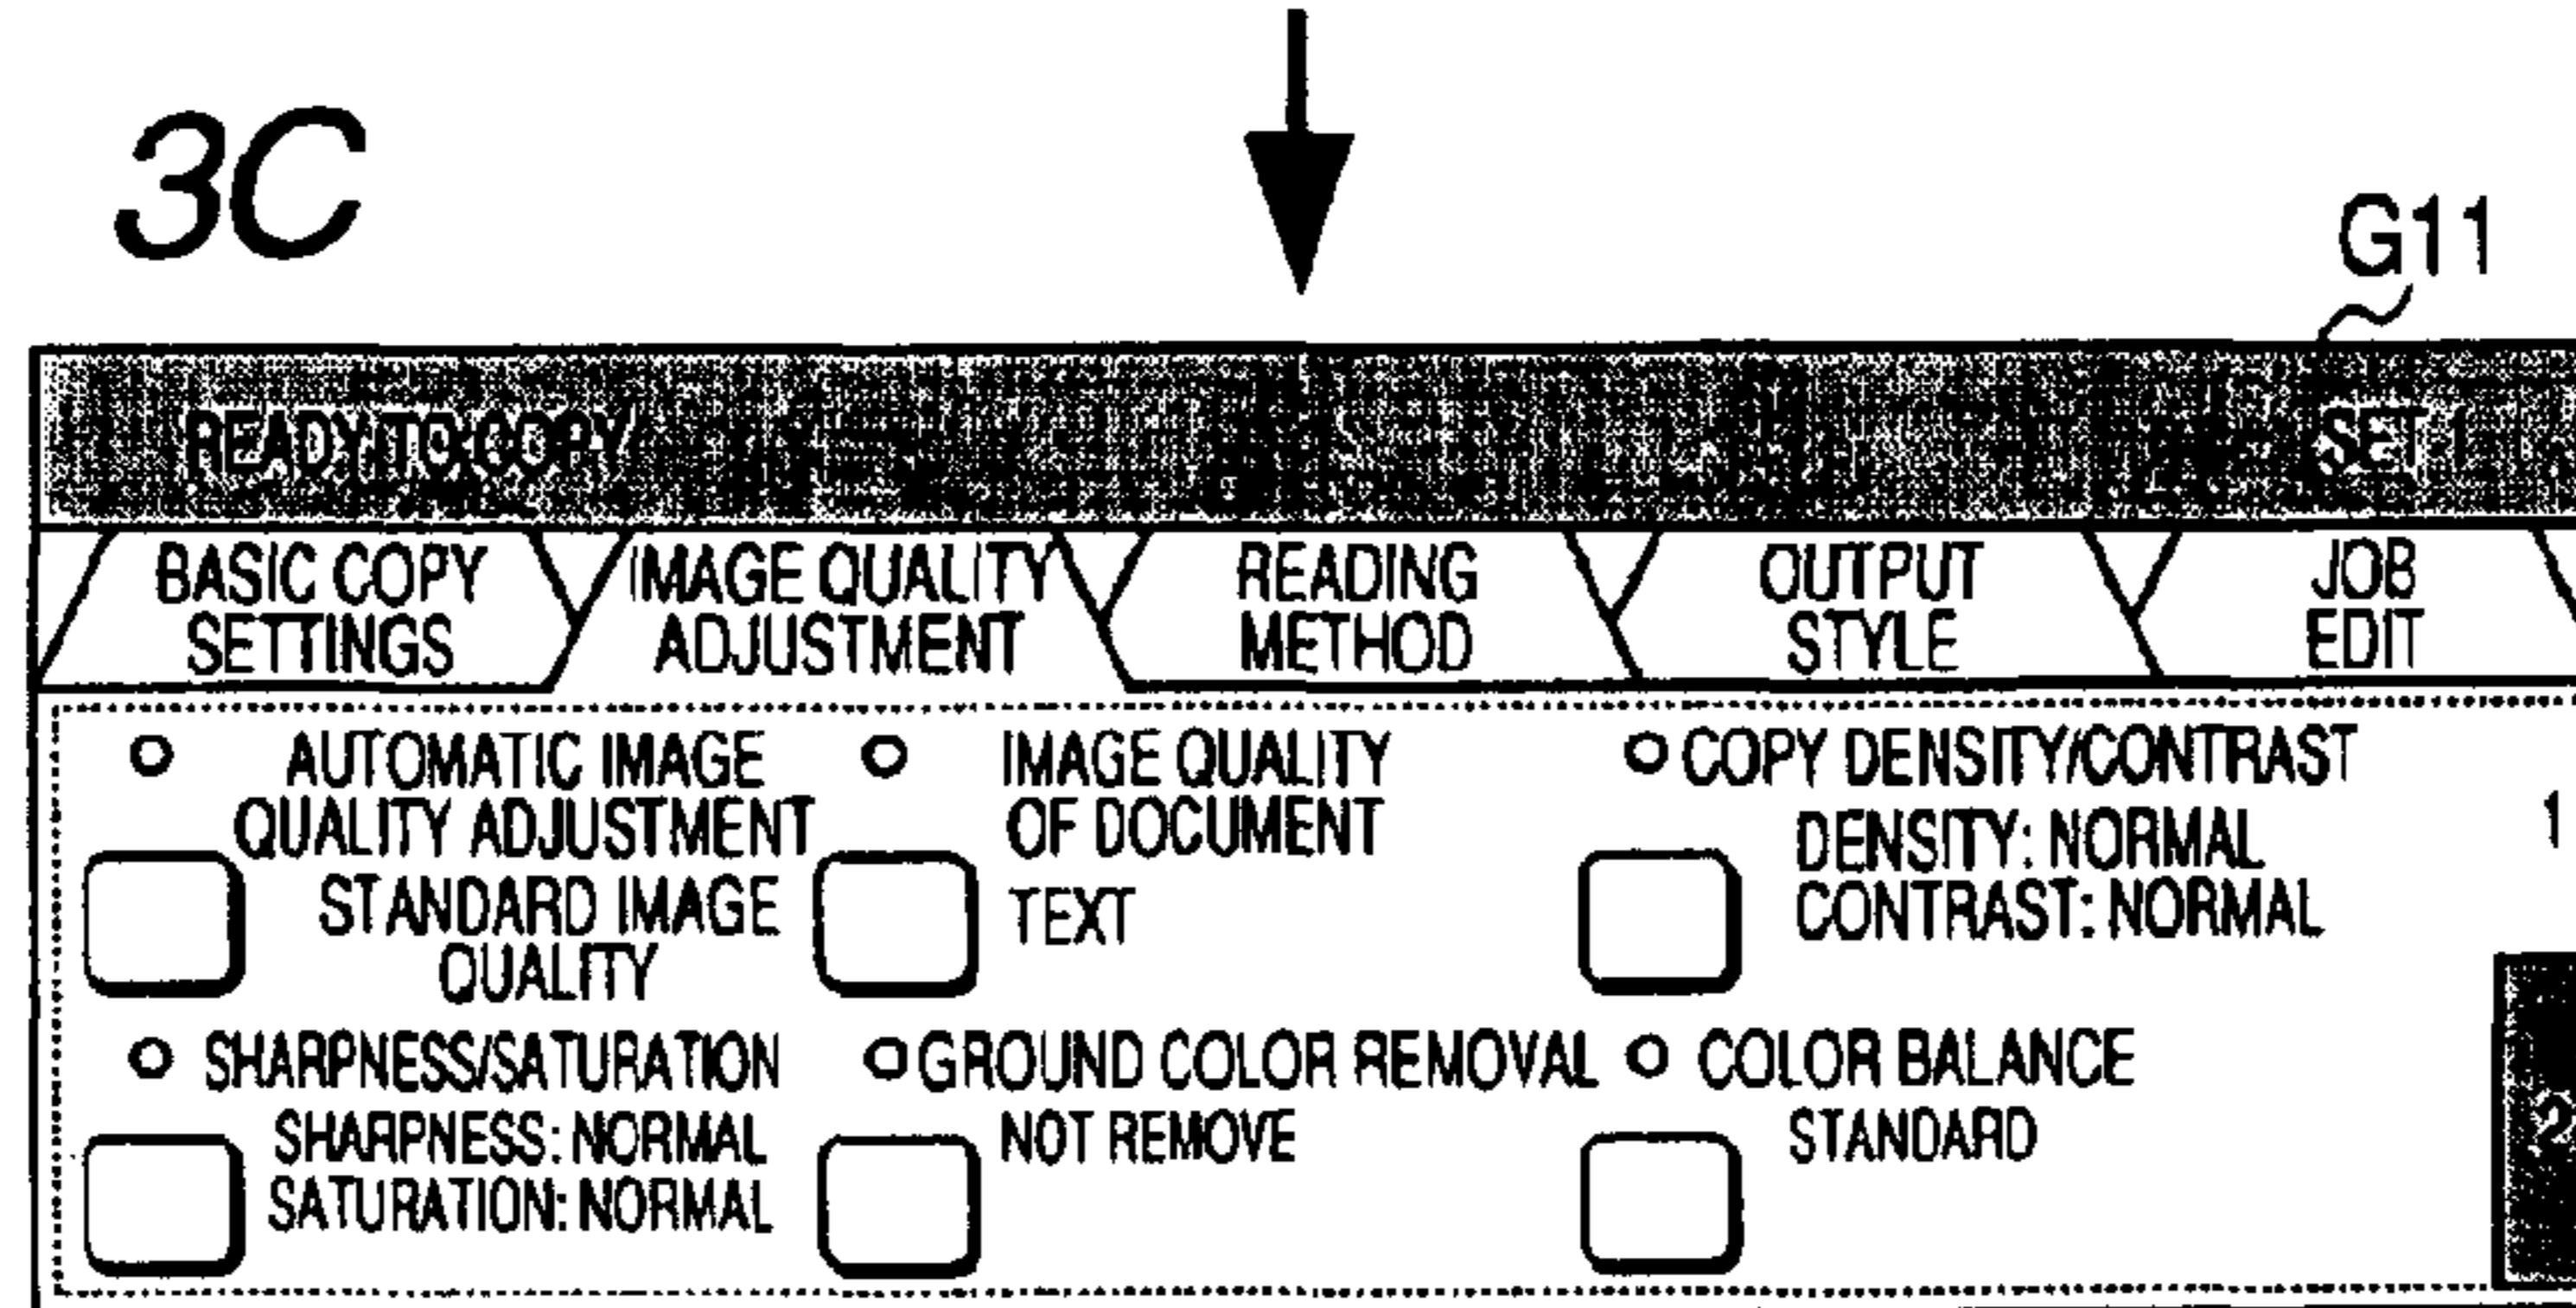 3C
G11
READY TO COPY
SET 1
BASIC COPY
SETTINGS
IMAGE QUALITY
ADJUSTMENT
READING
METHOD
OUTPUT
STYLE
JOB
EDIT
AUTOMATIC IMAGE
QUALITY ADJUSTMENT
STANDARD IMAGE
QUALITY
IMAGE QUALITY
OF DOCUMENT
TEXT
COPY DENSITY/CONTRAST
DENSITY: NORMAL
CONTRAST: NORMAL
1
SHARPNESS/SATURATION
SHARPNESS: NORMAL
SATURATION: NORMAL
GROUND COLOR REMOVAL
NOT REMOVE
COLOR BALANCE
STANDARD
2